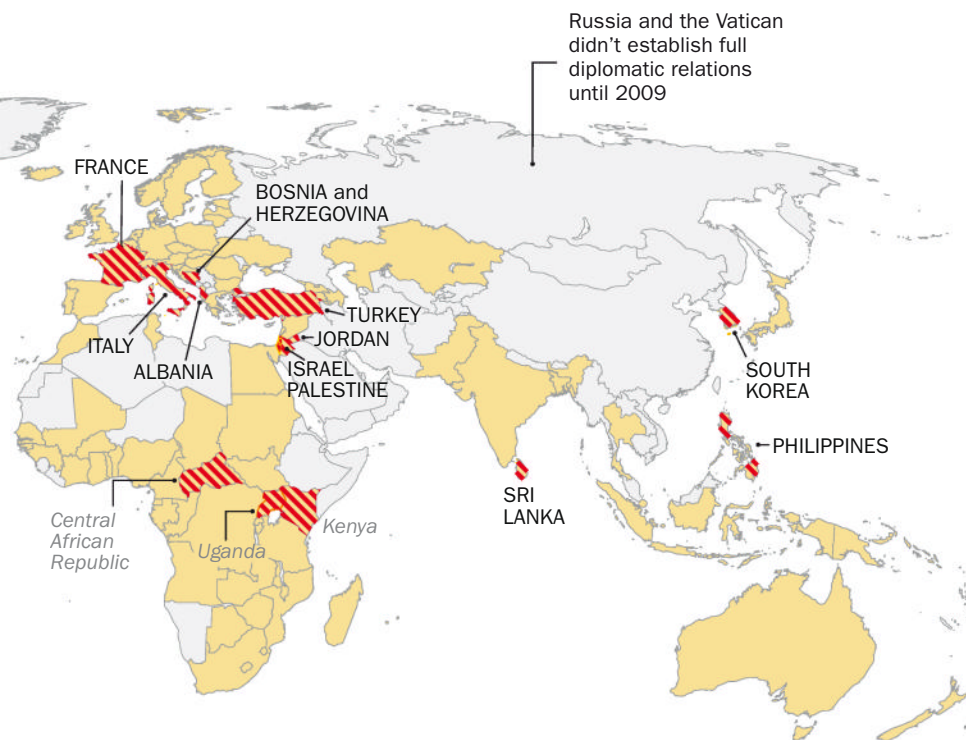 Russia and the Vatican
didn’t establish full
diplomatic relations
until 2009
FRANCE
BOSNIA and
HERZEGOVINA
TURKEY
ITALY
JORDAN
ALBANIA
ISRAEL
PALESTINE
SOUTH
KOREA
PHILIPPINES
SRI
LANKA
Central
African
Republic
Uganda
Kenya